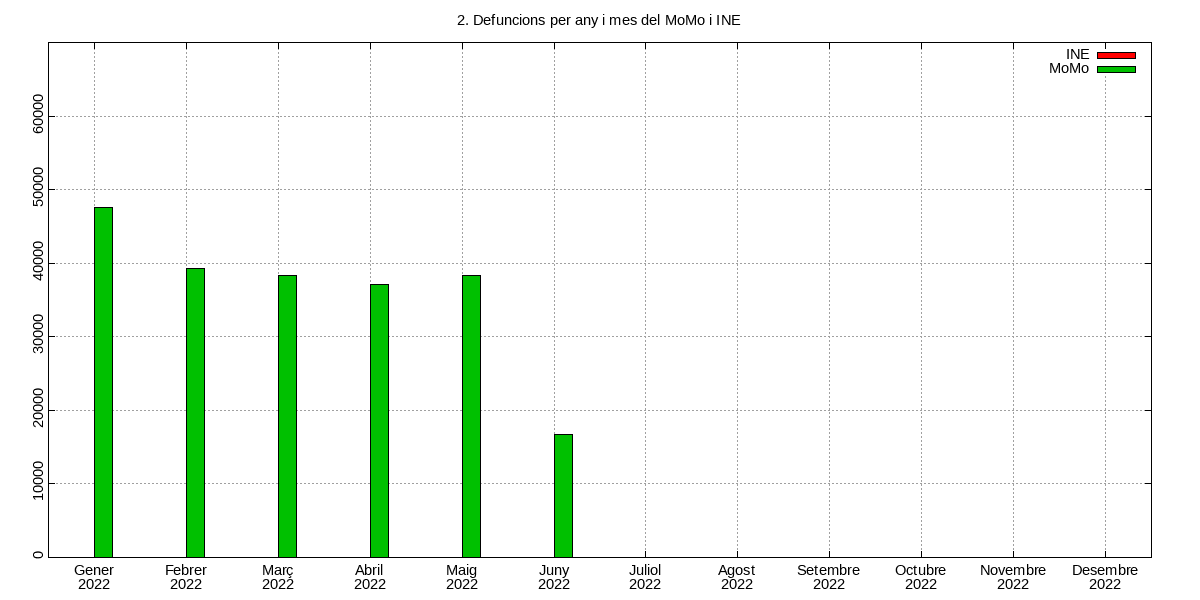 2. Defuncions per any i mes del MoMo i INE
INE
MoMo
60000
50000
40000
30000
20000
10000
0
Gener Febrer Març Abril Maig Juny Juliol Agost Setembre Octubre Novembre Desembre
2022 2022 2022 2022 2022 2022 2022 2022 2022 2022 2022 2022